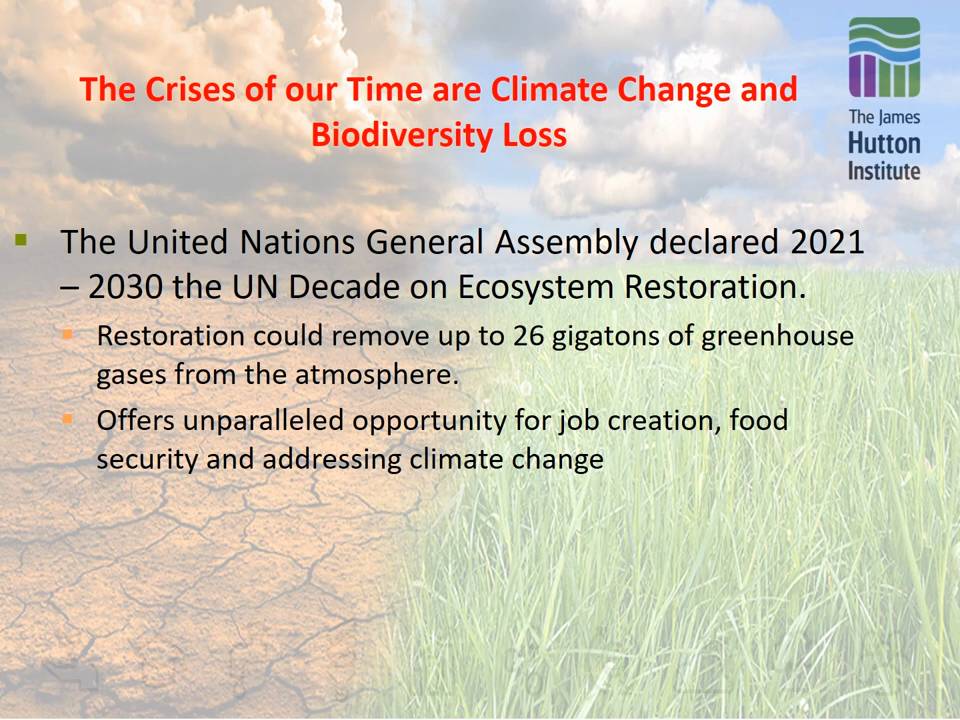 The Crises of our Time are Climate Change and
Biodiversity Loss
The James
Hutton
Institute
The United Nations General Assembly declared 2021
– 2030 the UN Decade on Ecosystem Restoration.
Restoration could remove up to 26 gigatons of greenhouse
gases from the atmosphere.
Offers unparalleled opportunity for job creation, food
security and addressing climate change